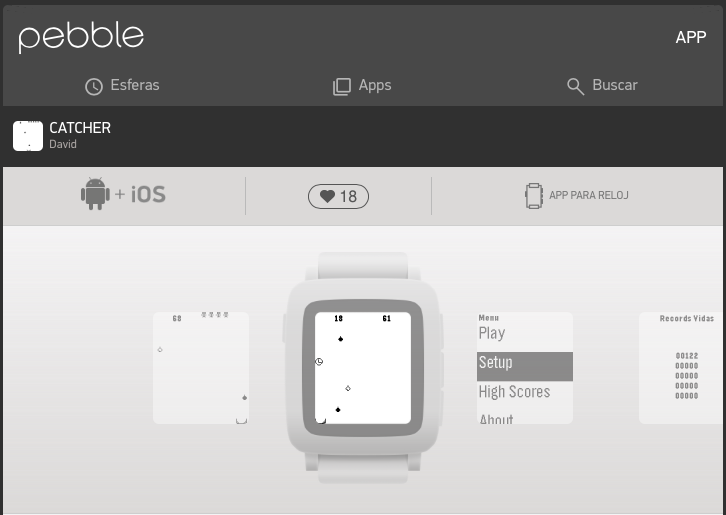 pebble
APP
Esferas
Apps
Buscar
CATCHER
David
+ iOS
18
APP PARA RELOJ
68
18 61
Menu
Play
Setup
High Scores
About
Records Vidas
00122
00000
00000
00000
00000